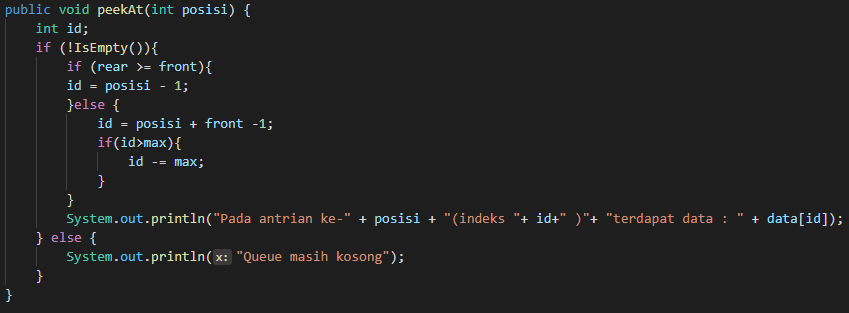 public void peekAt(int posisi) {
    int id;
    if (!IsEmpty()){
        if (rear >= front){
        id = posisi - 1;
        }else {
            id = posisi + front -1;
            if(id>max){
                id -= max;
            }
        }
        System.out.println("Pada antrian ke-" + posisi + "(indeks "+ id+" )"+ "terdapat data : " + data[id]);
    } else {
        System.out.println(x: "Queue masih kosong");
    }
}